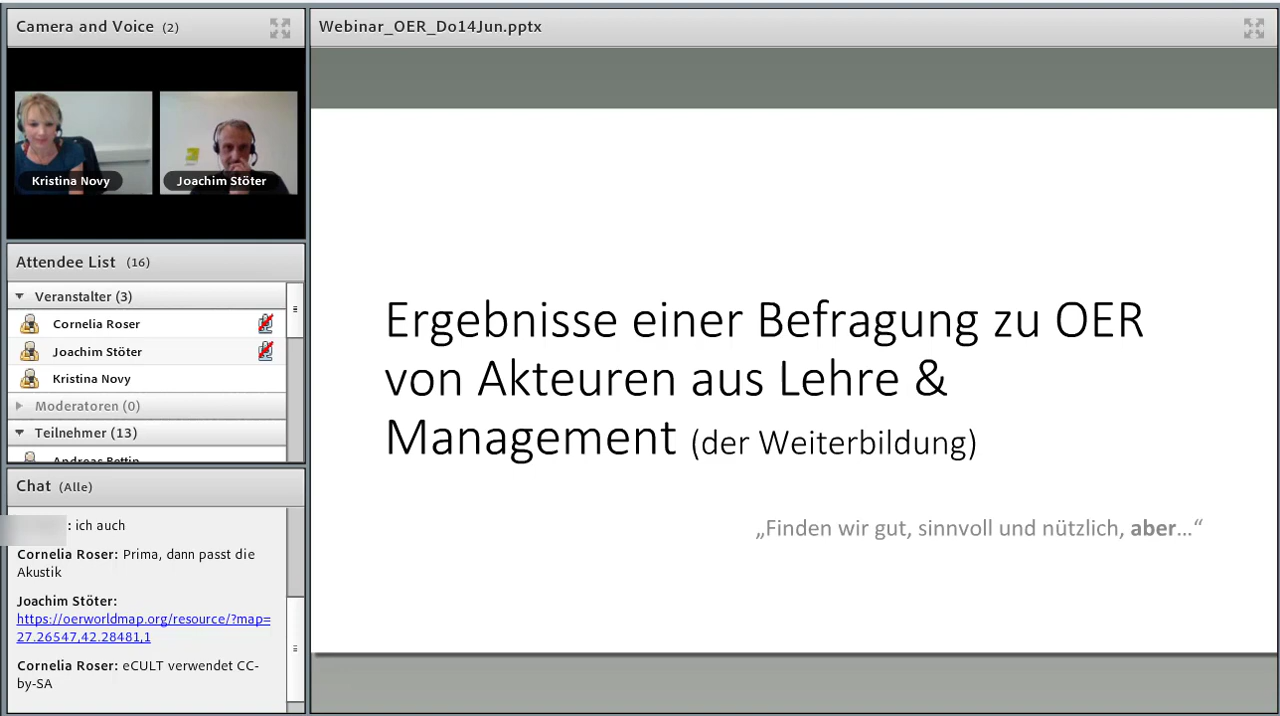 Camera and Voice (2)
Kristina Novy
Joachim Stöter
Attendee List (16)
Veranstalter (3)
Cornelia Roser
Joachim Stöter
Kristina Novy
Moderatoren (0)
Teilnehmer (13)
Andreas Bettin
Chat (Alle)
: ich auch
Cornelia Roser: Prima, dann passt die
Akustik
Joachim Stöter:
https://oerworldmap.org/resource/?map=
27.26547,42.28481,1
Cornelia Roser: eCULT verwendet CC-
by-SA
Webinar_OER_Do14Jun.pptx
Ergebnisse einer Befragung zu OER
von Akteuren aus Lehre &
Management (der Weiterbildung)
„Finden wir gut, sinnvoll und nützlich, aber…“